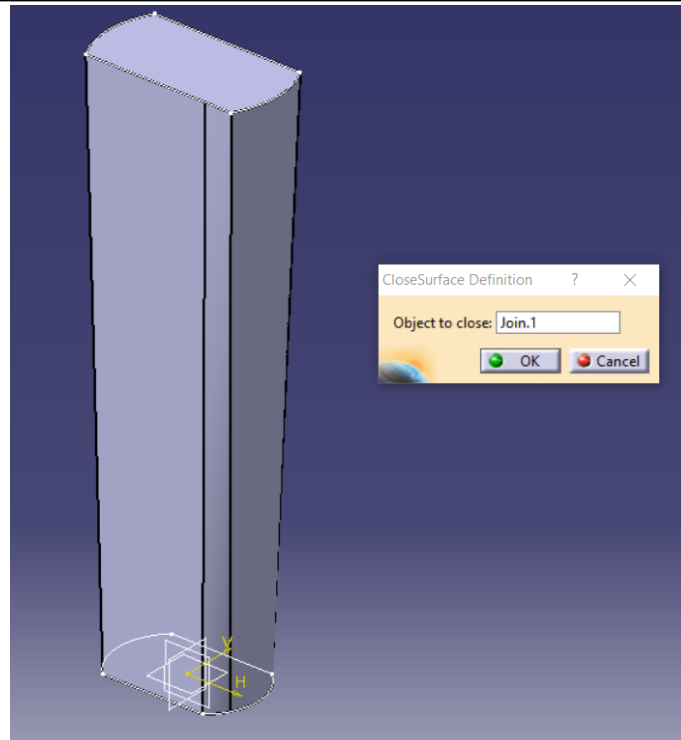 CloseSurface Definition ? ×
Object to close: Join.1
OK Cancel
V
H